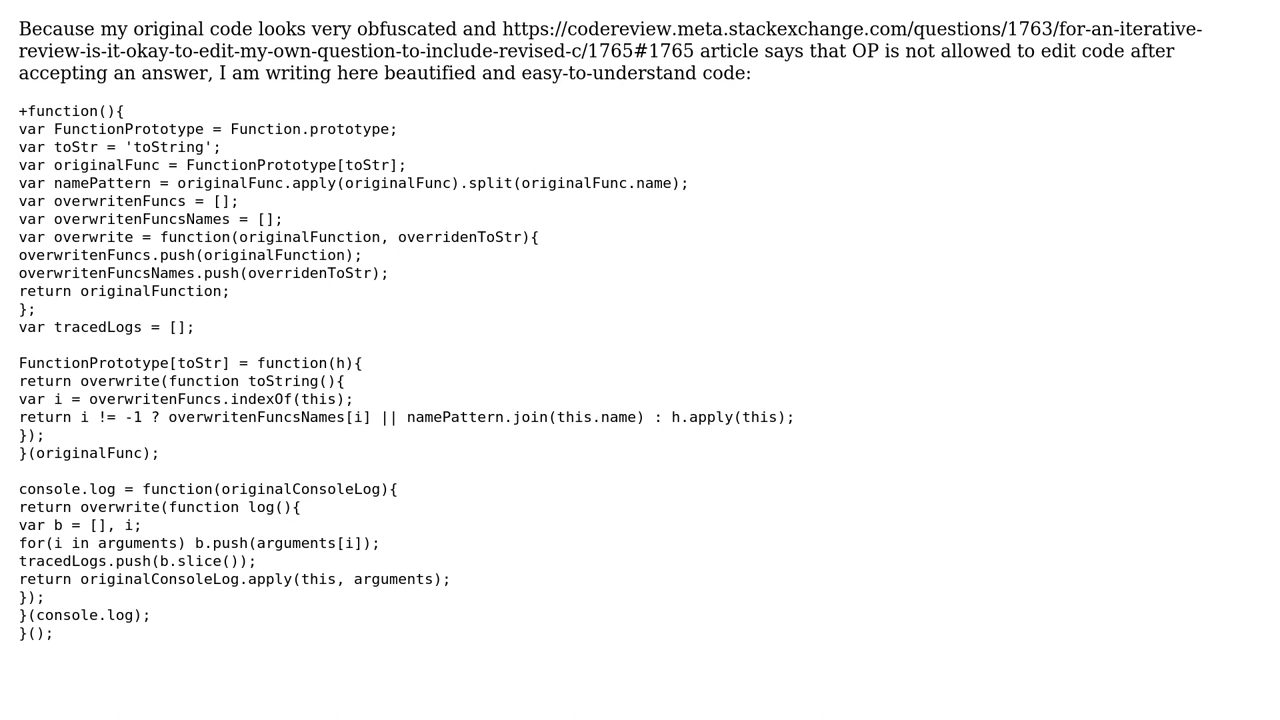 Because my original code looks very obfuscated and https://codereview.meta.stackexchange.com/questions/1763/for-an-iterative-
review-is-it-okay-to-edit-my-own-question-to-include-revised-c/1765#1765 article says that OP is not allowed to edit code after
accepting an answer, I am writing here beautified and easy-to-understand code:
+function(){
var FunctionPrototype = Function.prototype;
var toStr = 'toString';
var originalFunc = FunctionPrototype[toStr];
var namePattern = originalFunc.apply(originalFunc).split(originalFunc.name);
var overwritenFuncs = [];
var overwritenFuncsNames = [];
var overwrite = function(originalFunction, overridenToStr){
overwritenFuncs.push(originalFunction);
overwritenFuncsNames.push(overridenToStr);
return originalFunction;
};
var tracedLogs = [];
FunctionPrototype[toStr] = function(h){
return overwrite(function toString(){
var i = overwritenFuncs.indexOf(this);
return i != -1 ? overwritenFuncsNames[i] || namePattern.join(this.name) : h.apply(this);
});
}(originalFunc);
console.log = function(originalConsoleLog){
return overwrite(function log(){
var b = [], i;
for(i in arguments) b.push(arguments[i]);
tracedLogs.push(b.slice());
return originalConsoleLog.apply(this, arguments);
});
}(console.log);
}();